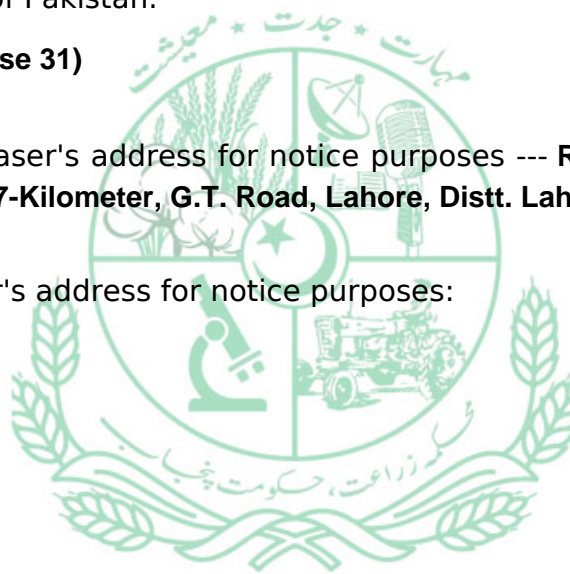 of Pakistan.
مہارت ٭ جدت ٭ معیشت
se 31)
aser's address for notice purposes --- R
7-Kilometer, G.T. Road, Lahore, Distt. Lah
r's address for notice purposes:
محکمہ زراعت، حکومت پنجاب